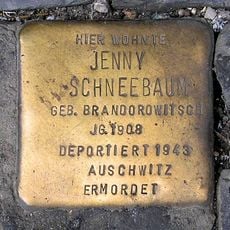 HIER WOHNTE
JENNY
SCHNEEBAUM
GEB. BRANDOROWITSCH
JG. 1908
DEPORTIERT 1943
AUSCHWITZ
ERMORDET